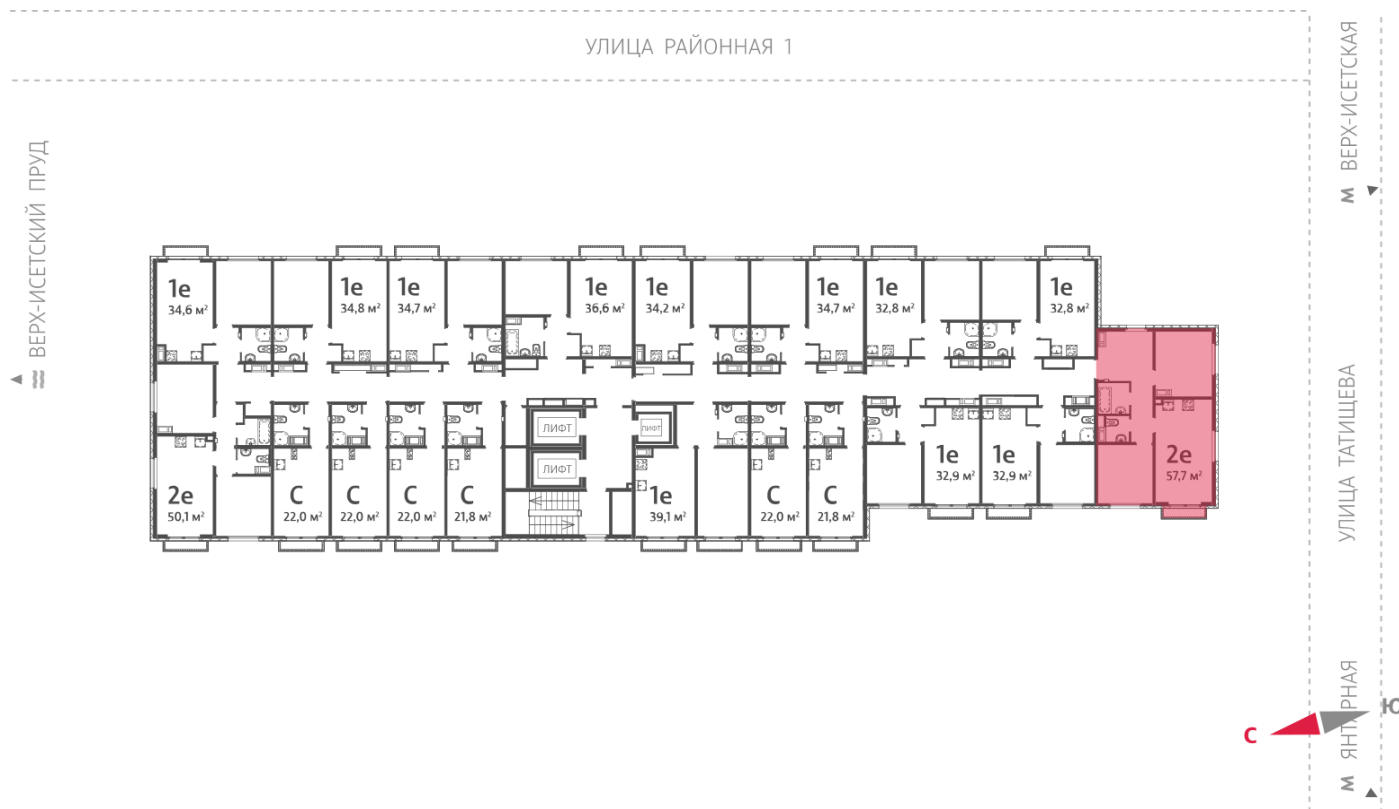 УЛИЦА РАЙОННАЯ 1
М ВЕРХ-ИСЕТСКАЯ
ВЕРХ-ИСЕТСКИЙ ПРУД
1е
34,6 м²
1е
34,8 м²
1е
34,7 м²
1е
36,6 м²
1е
34,2 м²
1е
34,7 м²
1е
32,8 м²
1е
32,8 м²
УЛИЦА ТАТИЩЕВА
ЛИФТ
ЛИФТ
ЛИФТ
2е
50,1 м²
С
22,0 м²
С
22,0 м²
С
22,0 м²
С
21,8 м²
1е
39,1 м²
С
22,0 м²
С
21,8 м²
1е
32,9 м²
1е
32,9 м²
2е
57,7 м²
М ЯНТАРНАЯ
С
Ю